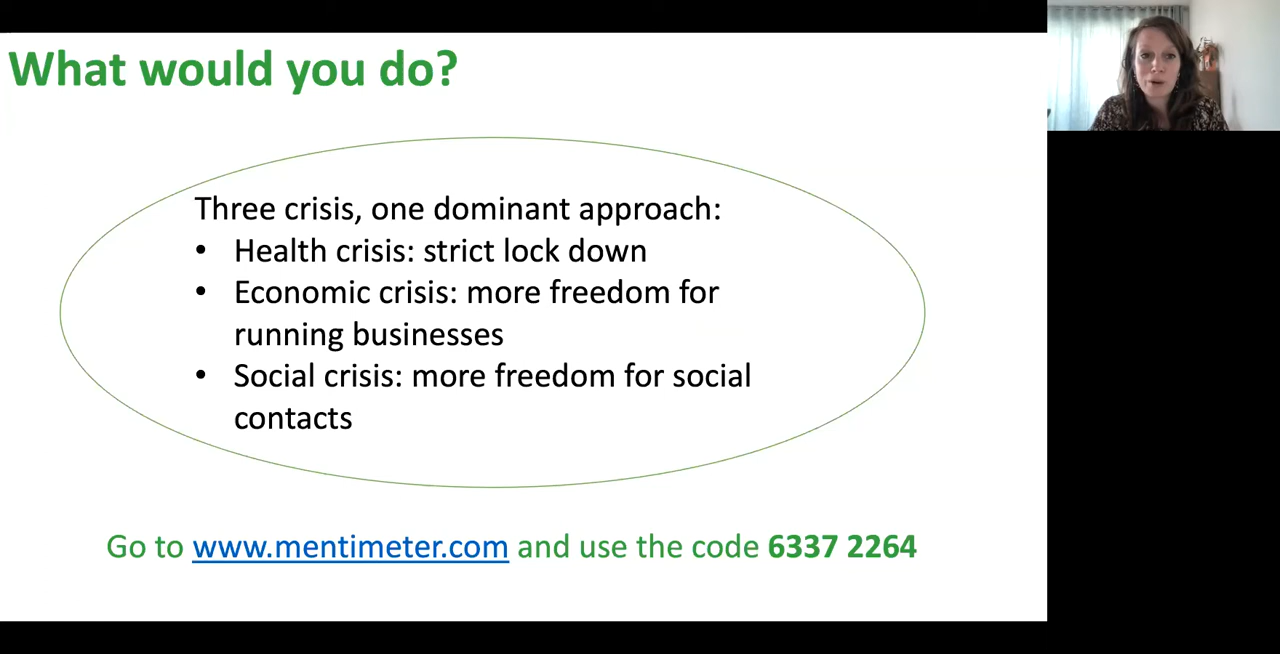 What would you do?
Three crisis, one dominant approach:
• Health crisis: strict lock down
• Economic crisis: more freedom for
running businesses
• Social crisis: more freedom for social
contacts
Go to www.mentimeter.com and use the code 6337 2264